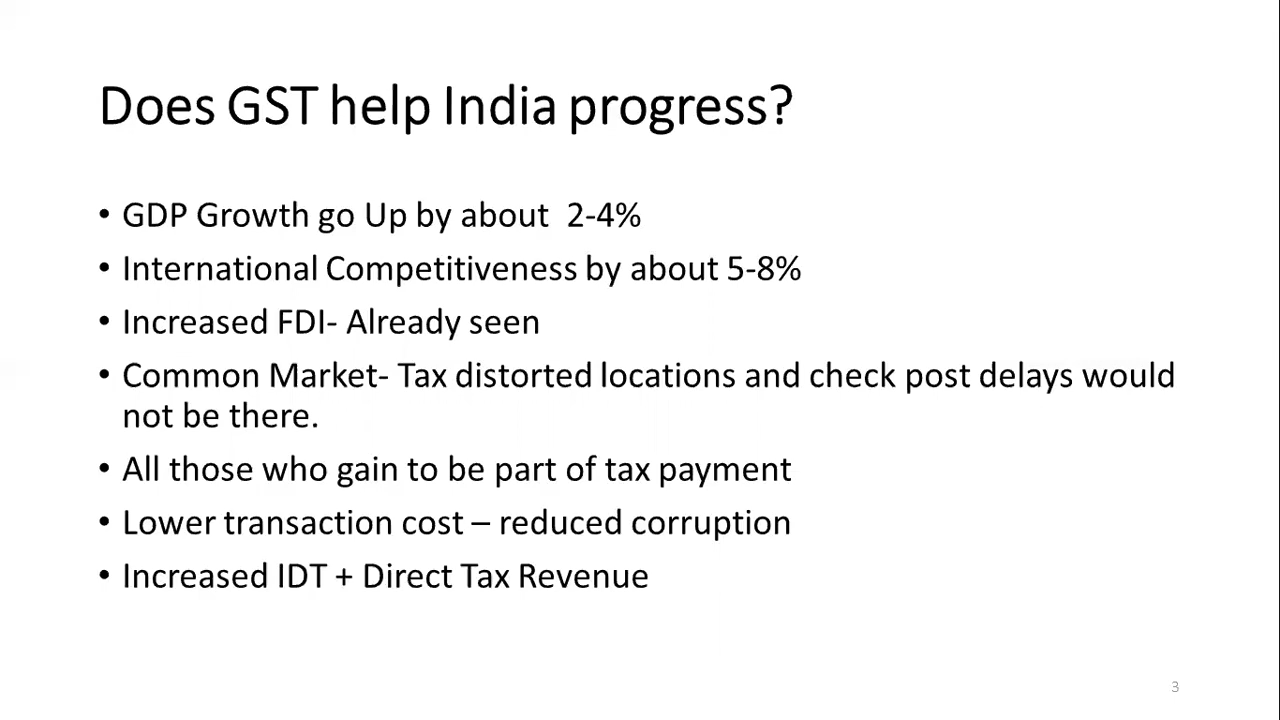 Does GST help India progress?
• GDP Growth go Up by about  2-4%
• International Competitiveness by about 5-8%
• Increased FDI- Already seen
• Common Market- Tax distorted locations and check post delays would
not be there.
• All those who gain to be part of tax payment
• Lower transaction cost – reduced corruption
• Increased IDT + Direct Tax Revenue
3